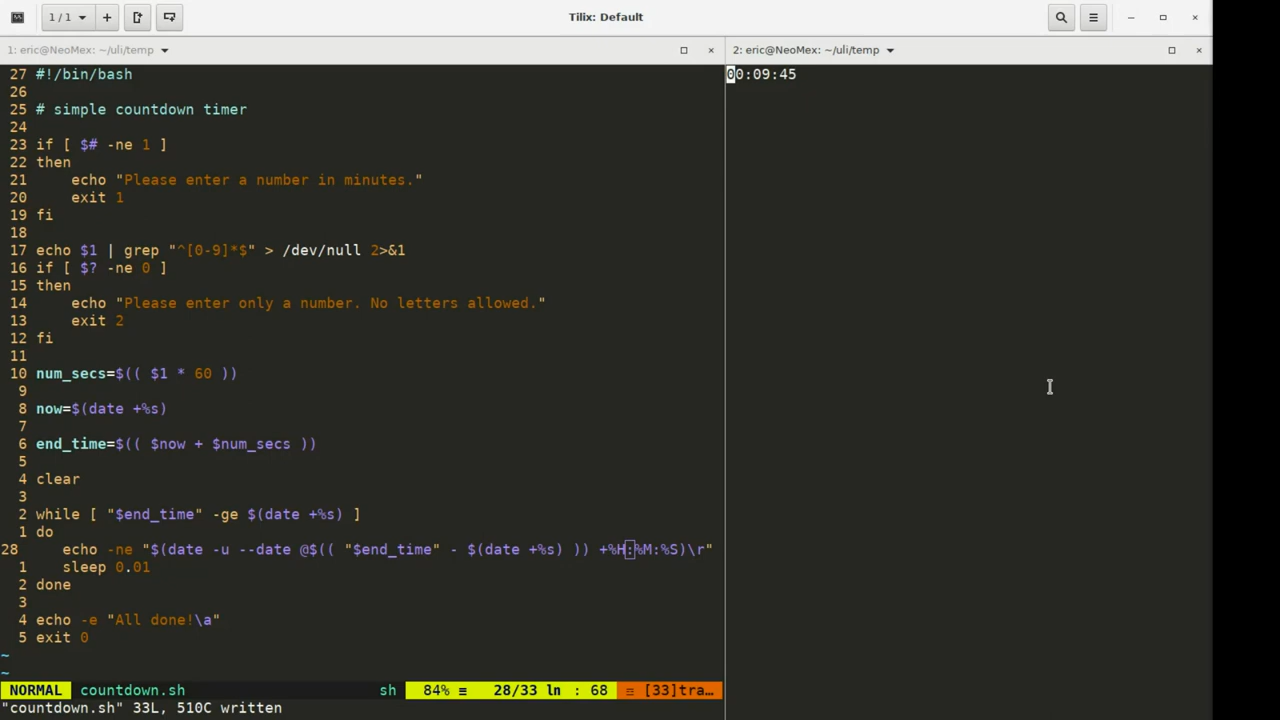 1 / 1
Tilix: Default
1: eric@NeoMex: ~/uli/temp
2: eric@NeoMex: ~/uli/temp
27 #!/bin/bash
26
25 # simple countdown timer
24
23 if [ $# -ne 1 ]
22 then
21     echo "Please enter a number in minutes."
20     exit 1
19 fi
18
17 echo $1 | grep "^[0-9]*$" > /dev/null 2>&1
16 if [ $? -ne 0 ]
15 then
14     echo "Please enter only a number. No letters allowed."
13     exit 2
12 fi
11
10 num_secs=$(( $1 * 60 ))
9
8 now=$(date +%s)
7
6 end_time=$(( $now + $num_secs ))
5
4 clear
3
2 while [ "$end_time" -ge $(date +%s) ]
1 do
28    echo -ne "$(date -u --date @$(( "$end_time" - $(date +%s) )) +%H:%M:%S)\r"
1    sleep 0.01
2 done
3
4 echo -e "All done!\a"
5 exit 0
~
~
NORMAL countdown.sh sh 84% ≡ 28/33 ln : 68 ≡ [33]tra…
"countdown.sh" 33L, 510C written
00:09:45